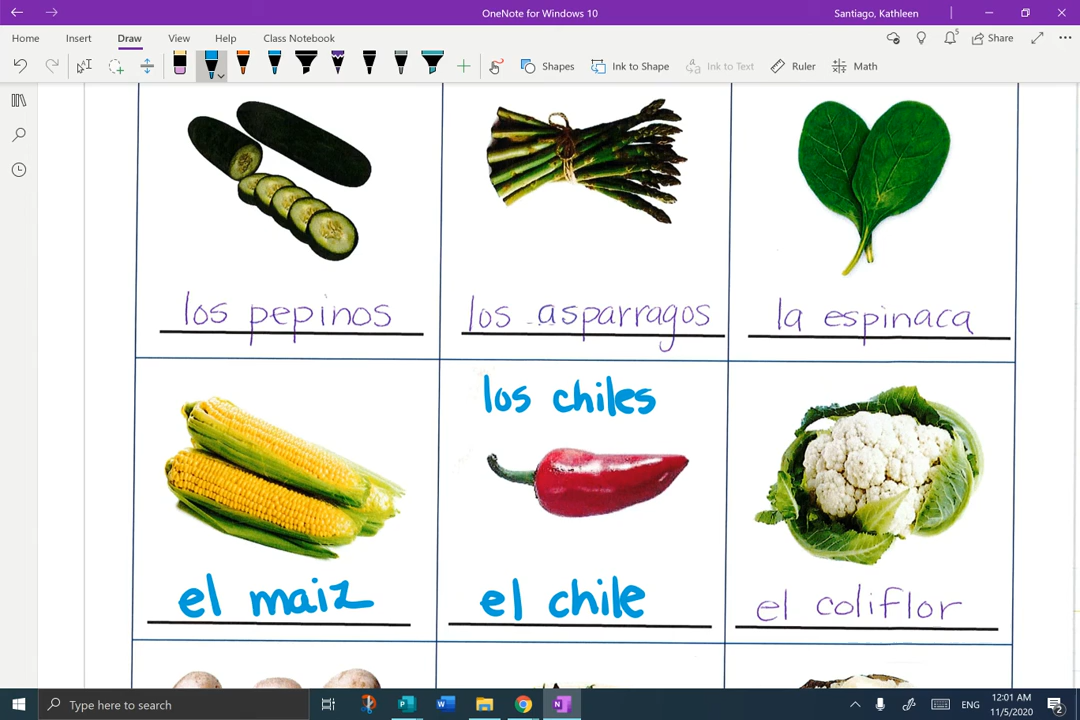 OneNote for Windows 10
Santiago, Kathleen
Home Insert Draw View Help Class Notebook
5
Share
Shapes
Ink to Shape
Ink to Text
Ruler
Math
los pepinos
los asparragos
la espinaca
los chiles
el maiz
el chile
el coliflor
Type here to search
ENG
12:01 AM
11/5/2020
2